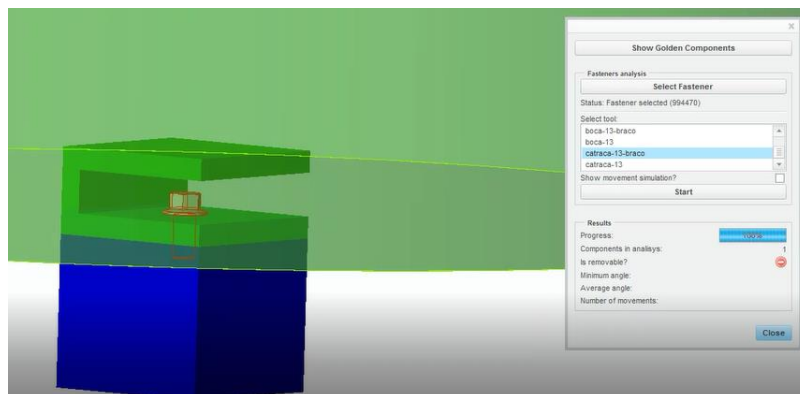 Show Golden Components
Fasteners analysis
Select Fastener
Status: Fastener selected (994470)
Select tool:
boca-13-braco
boca-13
catraca-13-braco
catraca-13
Show movement simulation?
Start
Results
Progress:
Components in analisys: 1
Is removable?
Minimum angle:
Average angle:
Number of movements:
Close